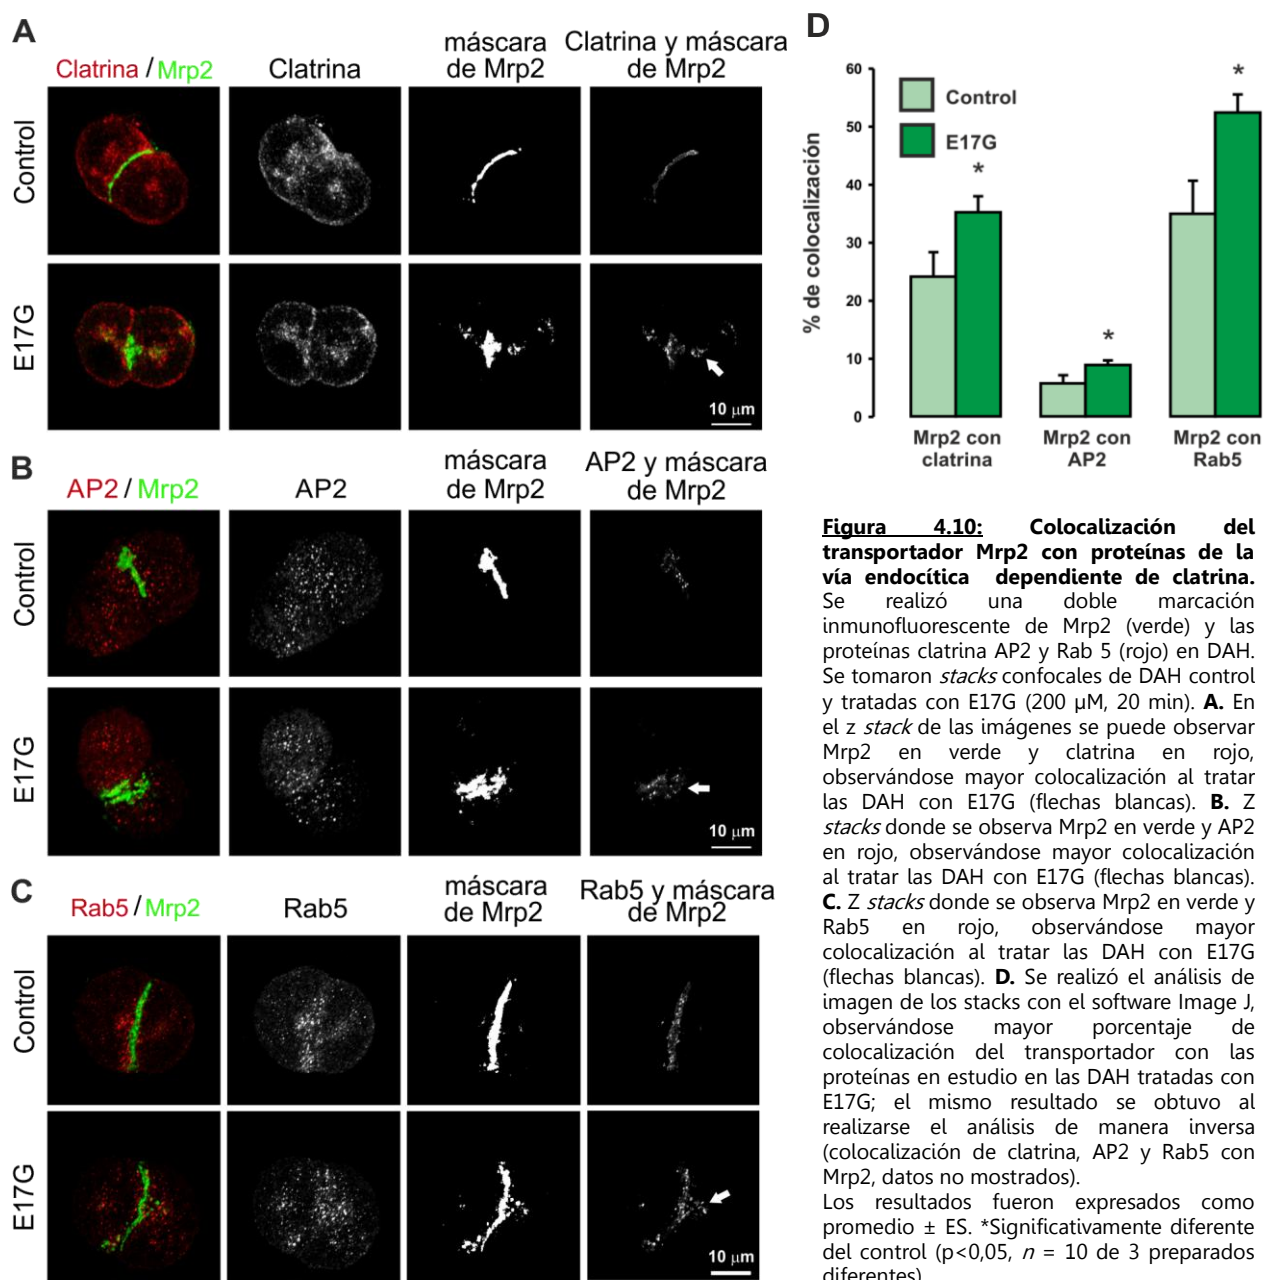 A
Clatrina / Mrp2
Clatrina
máscara
de Mrp2
Clatrina y máscara
de Mrp2
Control
E17G
10 μm
B
AP2 / Mrp2
AP2
máscara
de Mrp2
AP2 y máscara
de Mrp2
Control
E17G
10 μm
C
Rab5 / Mrp2
Rab5
máscara
de Mrp2
Rab5 y máscara
de Mrp2
Control
E17G
10 μm
D
% de colocalización
60
50
40
30
20
10
0
Control
E17G
*
*
*
Mrp2 con
clatrina
Mrp2 con
AP2
Mrp2 con
Rab5
Figura 4.10: Colocalización del
transportador Mrp2 con proteínas de la
vía endocítica dependiente de clatrina.
Se realizó una doble marcación
inmunofluorescente de Mrp2 (verde) y las
proteínas clatrina AP2 y Rab 5 (rojo) en DAH.
Se tomaron stacks confocales de DAH control
y tratadas con E17G (200 µM, 20 min). A. En
el z stack de las imágenes se puede observar
Mrp2 en verde y clatrina en rojo,
observándose mayor colocalización al tratar
las DAH con E17G (flechas blancas). B. Z
stacks donde se observa Mrp2 en verde y AP2
en rojo, observándose mayor colocalización
al tratar las DAH con E17G (flechas blancas).
C. Z stacks donde se observa Mrp2 en verde y
Rab5 en rojo, observándose mayor
colocalización al tratar las DAH con E17G
(flechas blancas). D. Se realizó el análisis de
imagen de los stacks con el software Image J,
observándose mayor porcentaje de
colocalización del transportador con las
proteínas en estudio en las DAH tratadas con
E17G; el mismo resultado se obtuvo al
realizarse el análisis de manera inversa
(colocalización de clatrina, AP2 y Rab5 con
Mrp2, datos no mostrados).
Los resultados fueron expresados como
promedio ± ES. *Significativamente diferente
del control (p<0,05, n = 10 de 3 preparados
diferentes)